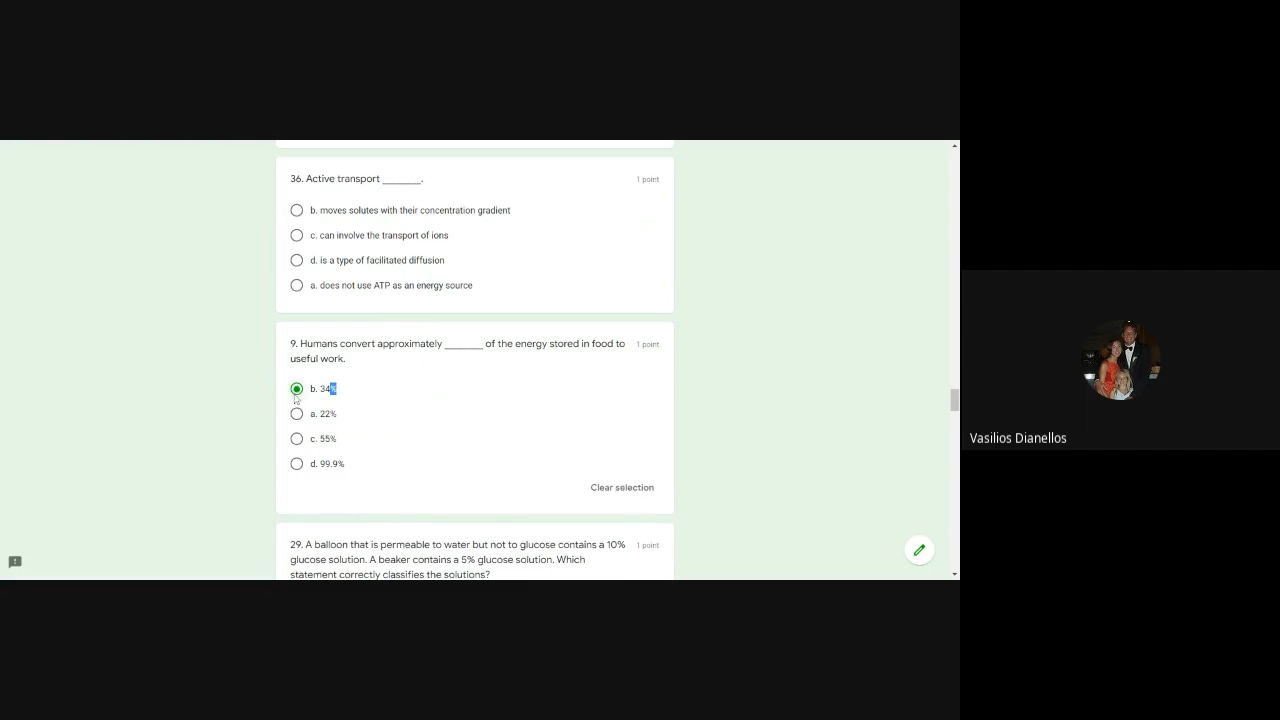 36. Active transport ________.
1 point
b. moves solutes with their concentration gradient
c. can involve the transport of ions
d. is a type of facilitated diffusion
a. does not use ATP as an energy source
9. Humans convert approximately _______ of the energy stored in food to
1 point
useful work.
b. 34%
a. 22%
c. 55%
d. 99.9%
Clear selection
29. A balloon that is permeable to water but not to glucose contains a 10%
1 point
glucose solution. A beaker contains a 5% glucose solution. Which
statement correctly classifies the solutions?
Vasilios Dianellos